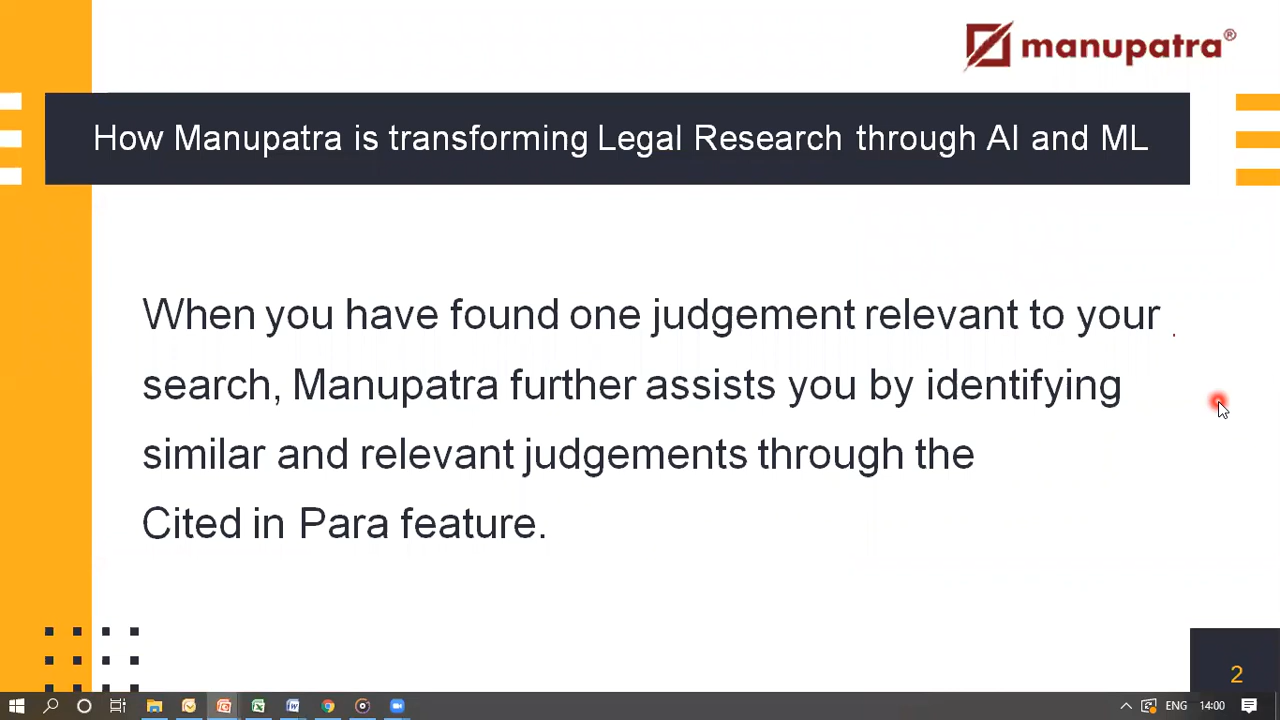 manupatra®
How Manupatra is transforming Legal Research through AI and ML
When you have found one judgement relevant to your
search, Manupatra further assists you by identifying
similar and relevant judgements through the
Cited in Para feature.
2
ENG 14:00